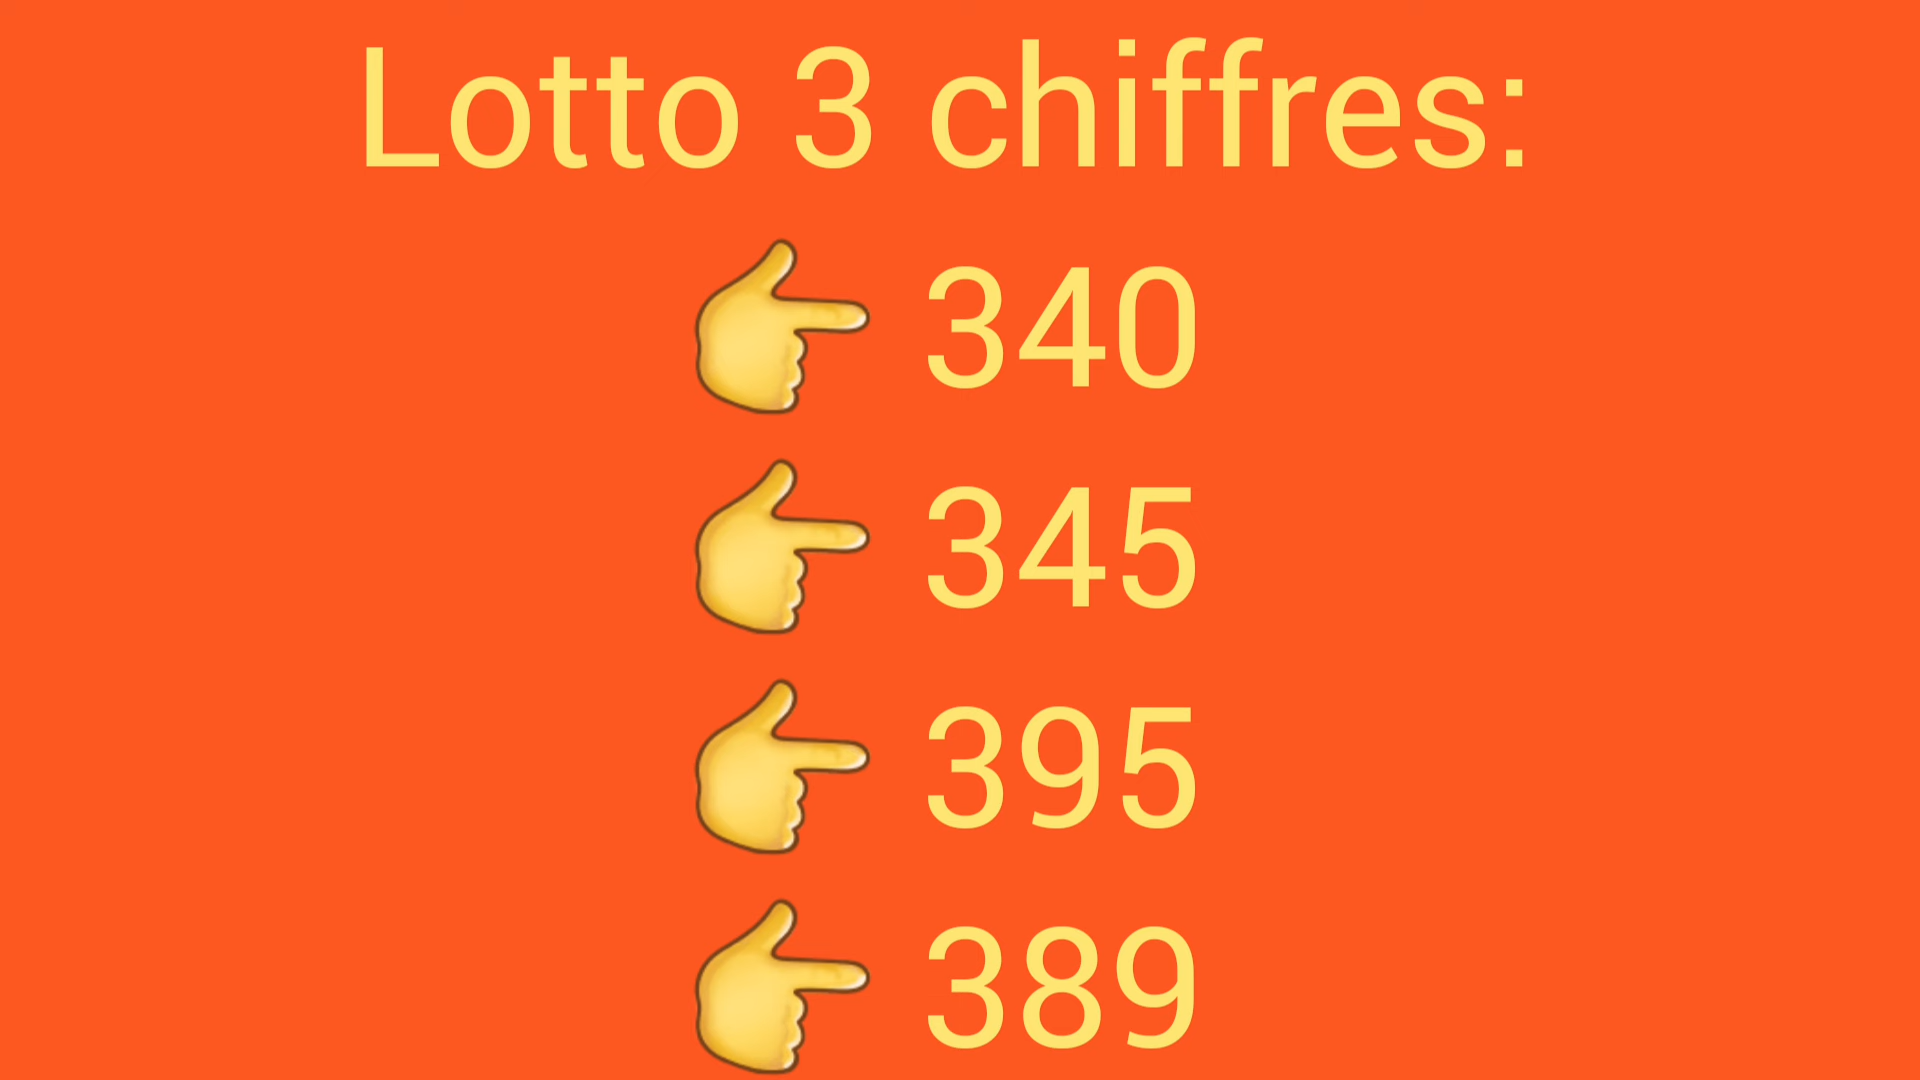 Lotto 3 chiffres:
👉 340
👉 345
👉 395
👉 389